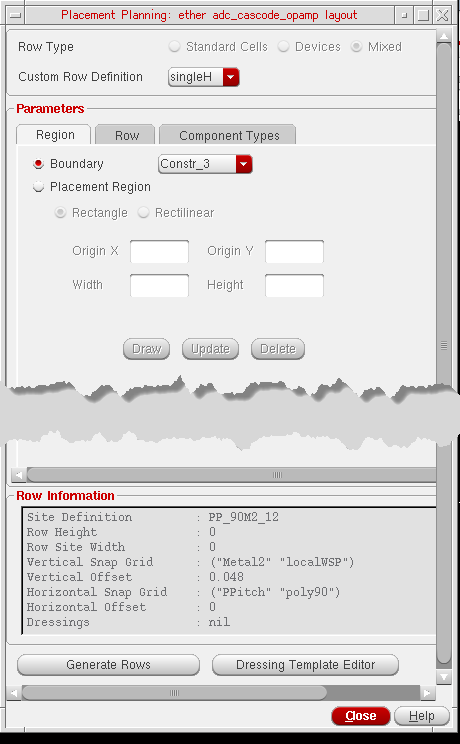 Placement Planning: ether adc_cascode_opamp layout
Row Type Standard Cells Devices Mixed
Custom Row Definition singleH
Parameters
Region Row Component Types
Boundary Constr_3
Placement Region
Rectangle Rectilinear
Origin X Origin Y
Width Height
Draw Update Delete
Row Information
Site Definition : PP_90M2_12
Row Height : 0
Row Site Width : 0
Vertical Snap Grid : ("Metal2" "localWSP")
Vertical Offset : 0.048
Horizontal Snap Grid : ("PPitch" "poly90")
Horizontal Offset : 0
Dressings : nil
Generate Rows Dressing Template Editor
Close Help